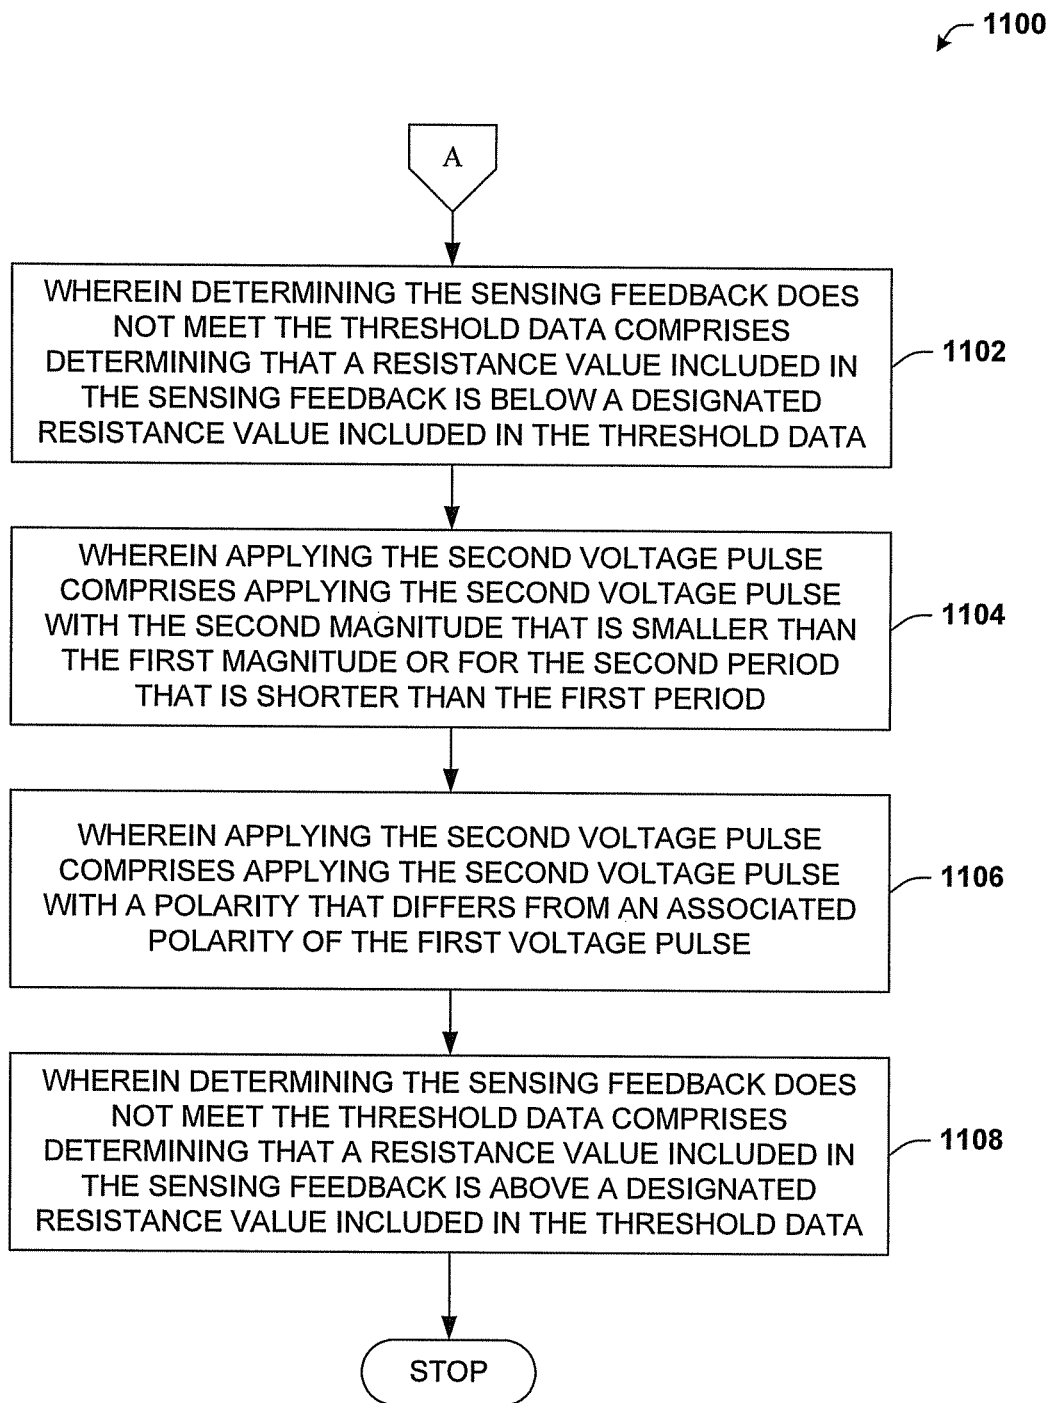 1100
A
WHEREIN DETERMINING THE SENSING FEEDBACK DOES
NOT MEET THE THRESHOLD DATA COMPRISES
DETERMINING THAT A RESISTANCE VALUE INCLUDED IN
THE SENSING FEEDBACK IS BELOW A DESIGNATED
RESISTANCE VALUE INCLUDED IN THE THRESHOLD DATA
1102
WHEREIN APPLYING THE SECOND VOLTAGE PULSE
COMPRISES APPLYING THE SECOND VOLTAGE PULSE
WITH THE SECOND MAGNITUDE THAT IS SMALLER THAN
THE FIRST MAGNITUDE OR FOR THE SECOND PERIOD
THAT IS SHORTER THAN THE FIRST PERIOD
1104
WHEREIN APPLYING THE SECOND VOLTAGE PULSE
COMPRISES APPLYING THE SECOND VOLTAGE PULSE
WITH A POLARITY THAT DIFFERS FROM AN ASSOCIATED
POLARITY OF THE FIRST VOLTAGE PULSE
1106
WHEREIN DETERMINING THE SENSING FEEDBACK DOES
NOT MEET THE THRESHOLD DATA COMPRISES
DETERMINING THAT A RESISTANCE VALUE INCLUDED IN
THE SENSING FEEDBACK IS ABOVE A DESIGNATED
RESISTANCE VALUE INCLUDED IN THE THRESHOLD DATA
1108
STOP